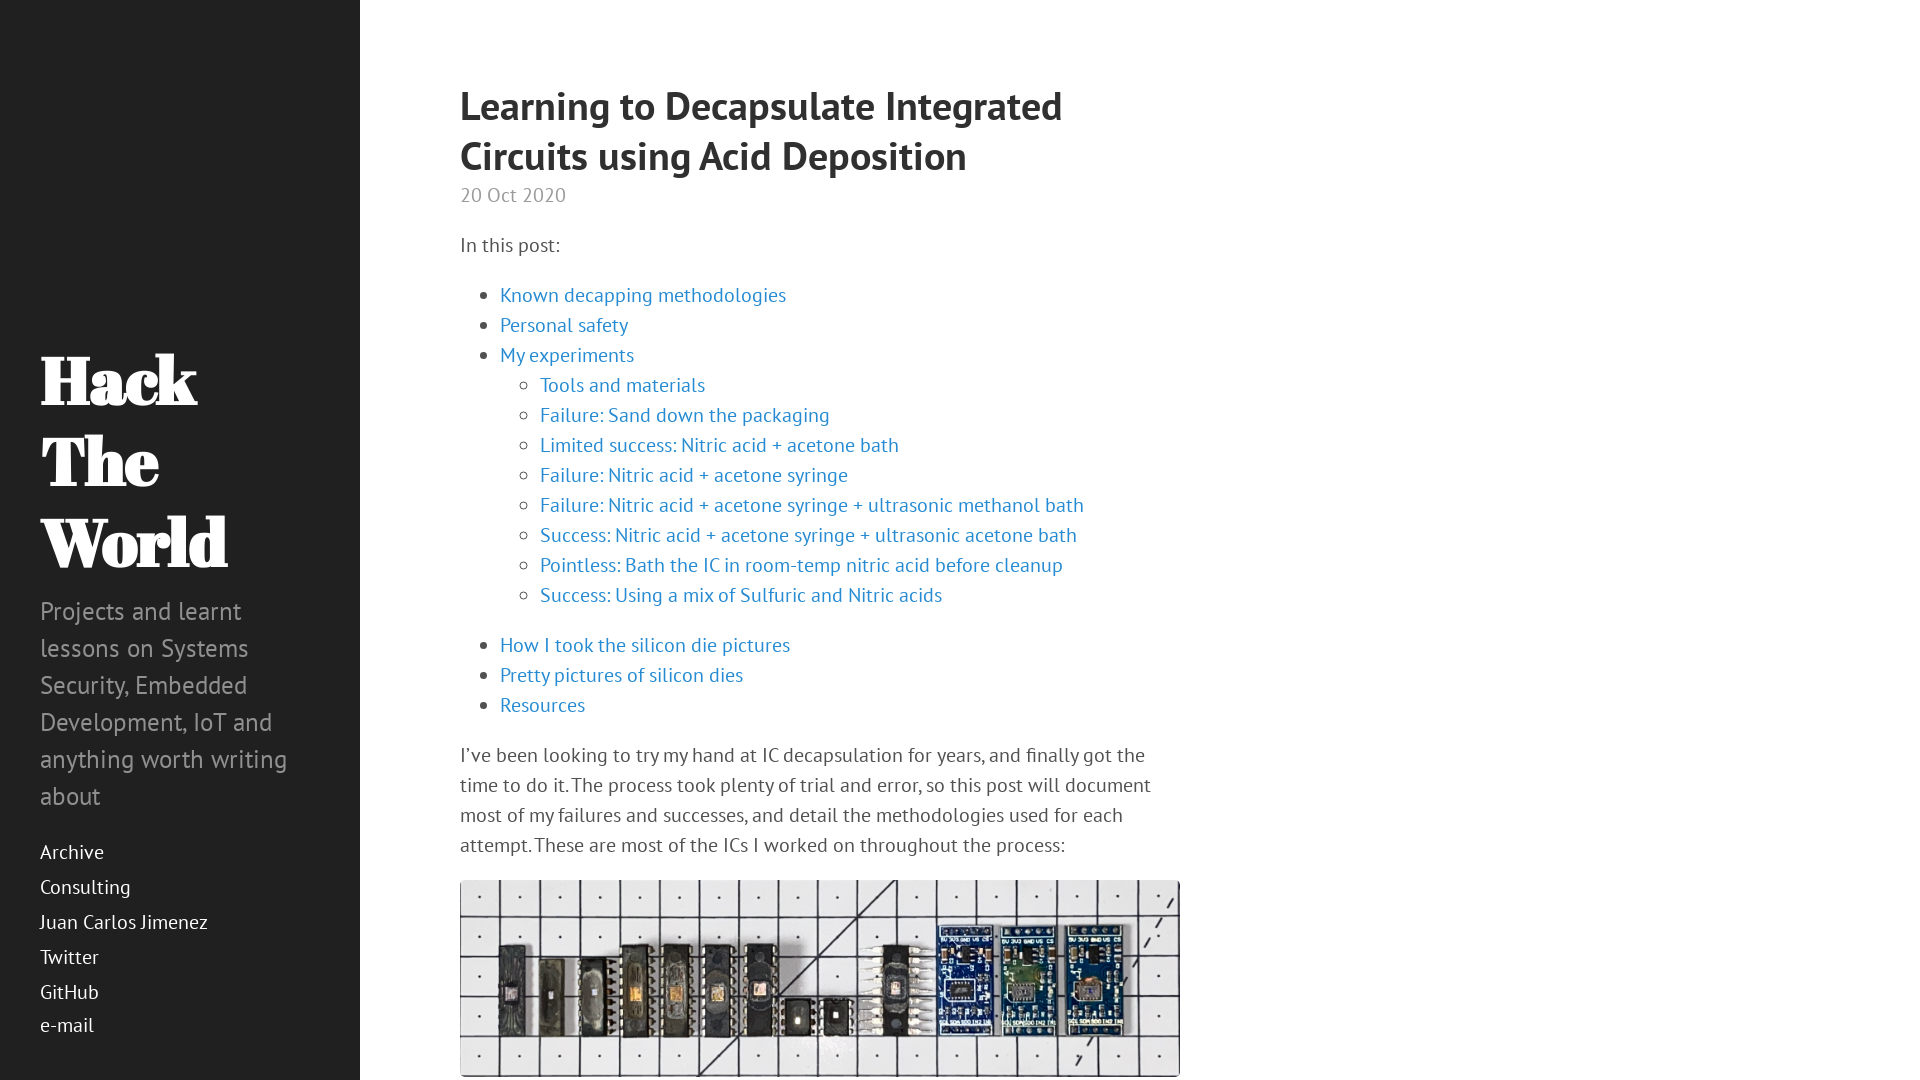 Hack
The
World
Projects and learnt
lessons on Systems
Security, Embedded
Development, IoT and
anything worth writing
about
Archive
Consulting
Juan Carlos Jimenez
Twitter
GitHub
e-mail
Learning to Decapsulate Integrated
Circuits using Acid Deposition
20 Oct 2020
In this post:
Known decapping methodologies
Personal safety
My experiments
Tools and materials
Failure: Sand down the packaging
Limited success: Nitric acid + acetone bath
Failure: Nitric acid + acetone syringe
Failure: Nitric acid + acetone syringe + ultrasonic methanol bath
Success: Nitric acid + acetone syringe + ultrasonic acetone bath
Pointless: Bath the IC in room-temp nitric acid before cleanup
Success: Using a mix of Sulfuric and Nitric acids
How I took the silicon die pictures
Pretty pictures of silicon dies
Resources
I’ve been looking to try my hand at IC decapsulation for years, and finally got the
time to do it. The process took plenty of trial and error, so this post will document
most of my failures and successes, and detail the methodologies used for each
attempt. These are most of the ICs I worked on throughout the process: